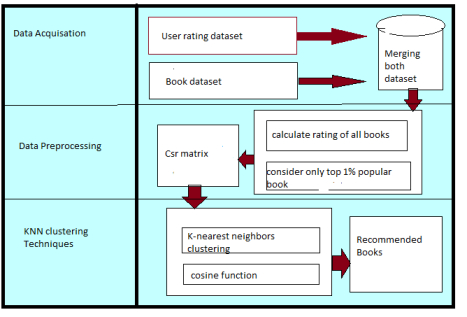 Data Acquisation
User rating dataset
Book dataset
Merging
both
dataset
Data Preprocessing
Csr matrix
calculate rating of all books
consider only top 1% popular
book
KNN clustering
Techniques
K-nearest neighbors
clustering
cosine function
Recommended
Books